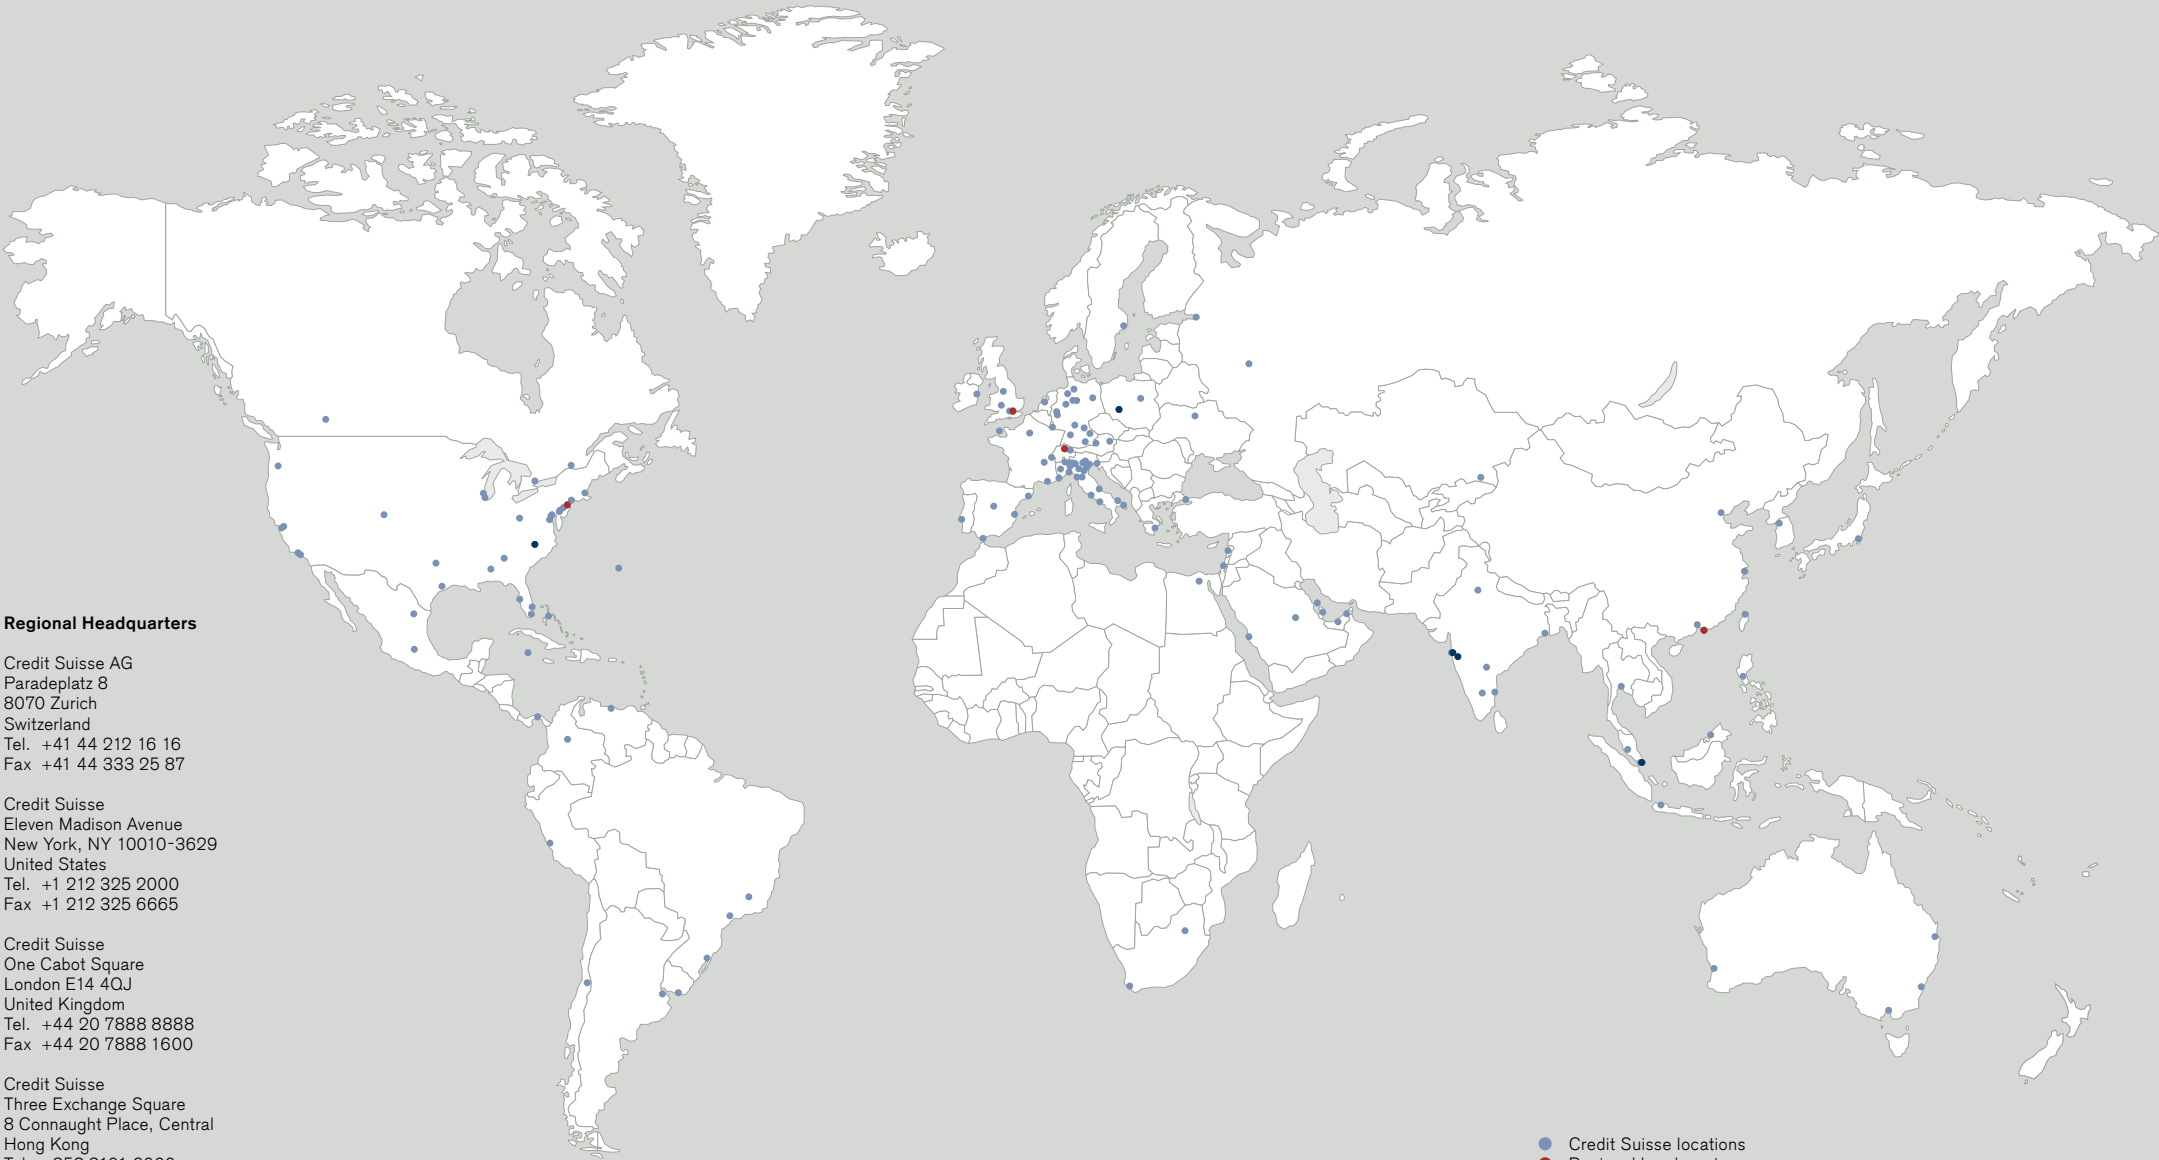 Regional Headquarters
Credit Suisse AG
Paradeplatz 8
8070 Zurich
Switzerland
Tel. +41 44 212 16 16
Fax +41 44 333 25 87
Credit Suisse
Eleven Madison Avenue
New York, NY 10010-3629
United States
Tel. +1 212 325 2000
Fax +1 212 325 6665
Credit Suisse
One Cabot Square
London E14 4QJ
United Kingdom
Tel. +44 20 7888 8888
Fax +44 20 7888 1600
Credit Suisse
Three Exchange Square
8 Connaught Place, Central
Hong Kong
Credit Suisse locations